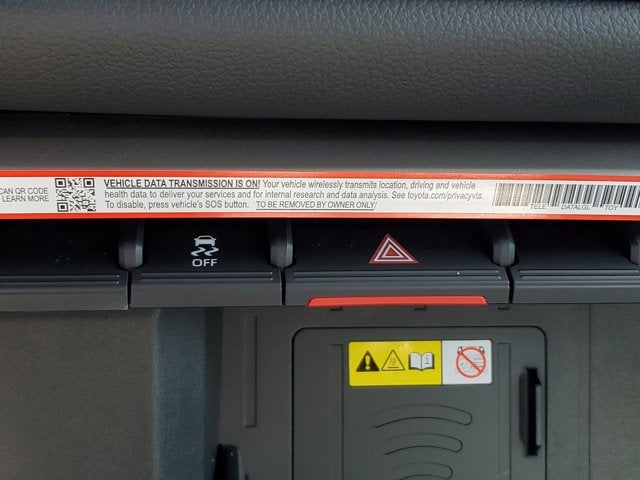 CAN QR CODE
LEARN MORE
VEHICLE DATA TRANSMISSION IS ON! Your vehicle wirelessly transmits location, driving and vehicle
health data to deliver your services and for internal research and data analysis. See toyota.com/privacyvts.
To disable, press vehicle's SOS button. TO BE REMOVED BY OWNER ONLY
TELE DATALGL TOY
OFF